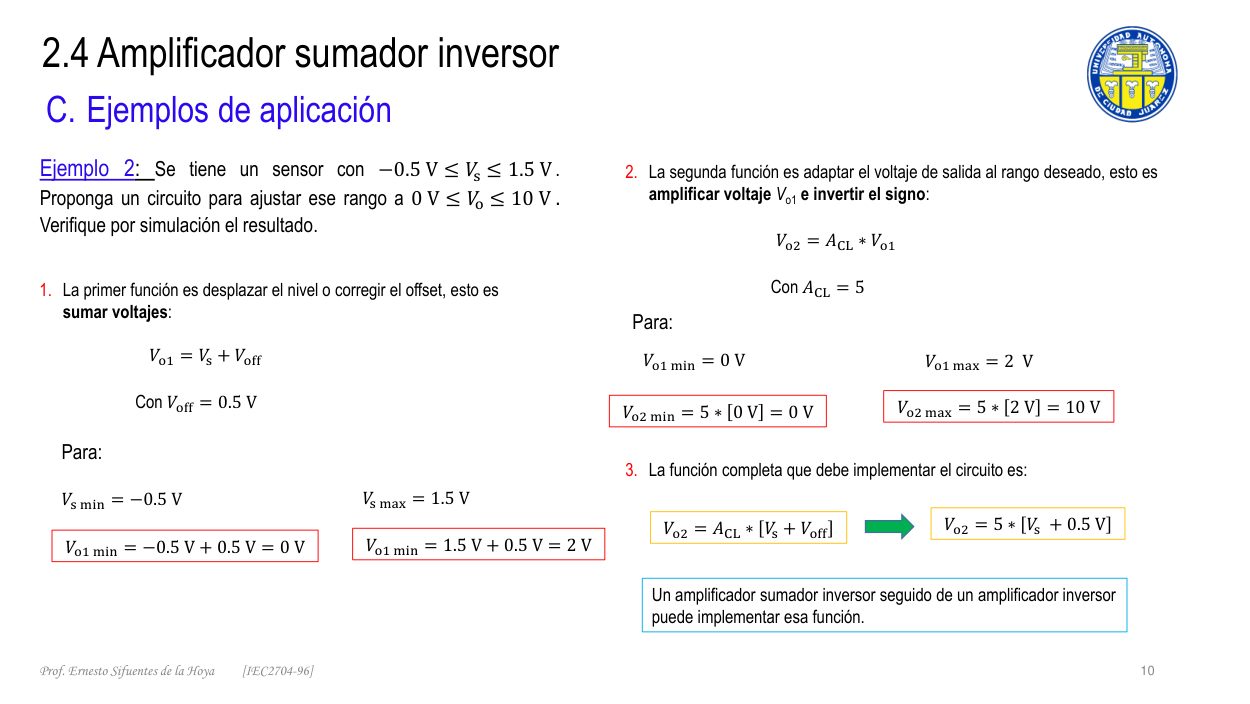 2.4 Amplificador sumador inversor
C. Ejemplos de aplicación
UNIVERSIDAD AUTONOMA
DE CIUDAD JUAREZ
Ejemplo 2: Se tiene un sensor con −0.5 V ≤ Vs ≤ 1.5 V.
Proponga un circuito para ajustar ese rango a 0 V ≤ Vo ≤ 10 V.
Verifique por simulación el resultado.
1. La primer función es desplazar el nivel o corregir el offset, esto es
sumar voltajes:
Vo1 = Vs + Voff
Con Voff = 0.5 V
Para:
Vs min = −0.5 V
Vs max = 1.5 V
Vo1 min = −0.5 V + 0.5 V = 0 V
Vo1 min = 1.5 V + 0.5 V = 2 V
2. La segunda función es adaptar el voltaje de salida al rango deseado, esto es
amplificar voltaje Vo1 e invertir el signo:
Vo2 = ACL ∗ Vo1
Con ACL = 5
Para:
Vo1 min = 0 V
Vo1 max = 2 V
Vo2 min = 5 ∗ [0 V] = 0 V
Vo2 max = 5 ∗ [2 V] = 10 V
3. La función completa que debe implementar el circuito es:
Vo2 = ACL ∗ [Vs + Voff]
Vo2 = 5 ∗ [Vs + 0.5 V]
Un amplificador sumador inversor seguido de un amplificador inversor
puede implementar esa función.
Prof. Ernesto Sifuentes de la Hoya [IEC2704-96]
10